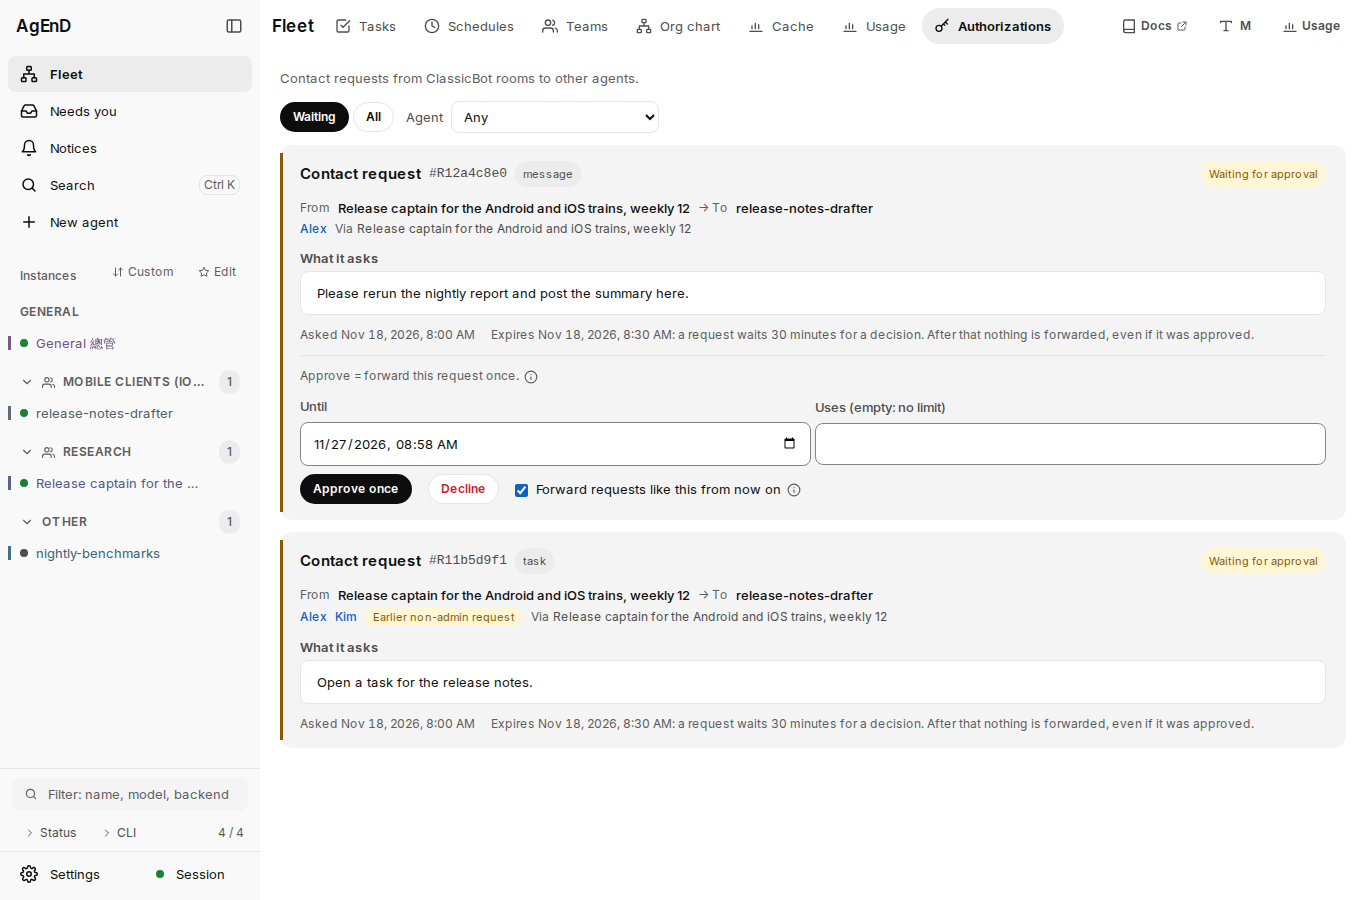 AgEnD
Fleet
Needs you
Notices
Search Ctrl K
New agent
Instances Custom Edit
GENERAL
General 總管
MOBILE CLIENTS (IO... 1
release-notes-drafter
RESEARCH 1
Release captain for the ...
OTHER 1
nightly-benchmarks
Filter: name, model, backend
Status CLI 4 / 4
Settings Session
Fleet Tasks Schedules Teams Org chart Cache Usage Authorizations Docs M Usage
Contact requests from ClassicBot rooms to other agents.
Waiting All Agent Any
Contact request #R12a4c8e0 message Waiting for approval
From Release captain for the Android and iOS trains, weekly 12 → To release-notes-drafter
Alex Via Release captain for the Android and iOS trains, weekly 12
What it asks
Please rerun the nightly report and post the summary here.
Asked Nov 18, 2026, 8:00 AM Expires Nov 18, 2026, 8:30 AM: a request waits 30 minutes for a decision. After that nothing is forwarded, even if it was approved.
Approve = forward this request once.
Until Uses (empty: no limit)
11/27/2026, 08:58 AM
Approve once Decline Forward requests like this from now on
Contact request #R11b5d9f1 task Waiting for approval
From Release captain for the Android and iOS trains, weekly 12 → To release-notes-drafter
Alex Kim Earlier non-admin request Via Release captain for the Android and iOS trains, weekly 12
What it asks
Open a task for the release notes.
Asked Nov 18, 2026, 8:00 AM Expires Nov 18, 2026, 8:30 AM: a request waits 30 minutes for a decision. After that nothing is forwarded, even if it was approved.